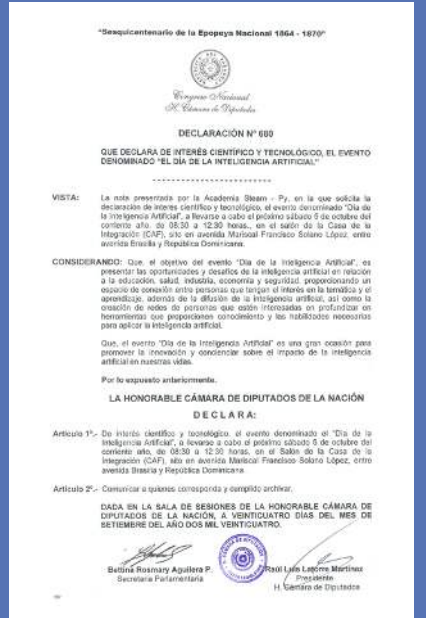 "Sesquicentenario de la Epopeya Nacional 1864 - 1870"
Congreso Nacional
H. Cámara de Diputados
DECLARACIÓN Nº 680
QUE DECLARA DE INTERÉS CIENTÍFICO Y TECNOLÓGICO, EL EVENTO
DENOMINADO "EL DÍA DE LA INTELIGENCIA ARTIFICIAL"
VISTA: La nota presentada por la Academia Steam - Py, en la que solicita la
declaración de interés científico y tecnológico, el evento denominado "Día de
la Inteligencia Artificial", a llevarse a cabo el próximo sábado 5 de octubre del
corriente año, de 08:30 a 12:30 horas., en el salón de la Casa de la
Integración (CAF), sito en avenida Mariscal Francisco Solano López, entre
avenida Brasilia y República Dominicana.
CONSIDERANDO: Que, el objetivo del evento "Día de la Inteligencia Artificial", es
presentar las oportunidades y desafíos de la inteligencia artificial en relación
a la educación, salud, industria, economía y seguridad, proporcionando un
espacio de conexión entre personas que tengan el interés en la temática y el
aprendizaje, además de la difusión de la inteligencia artificial, así como la
creación de redes de personas que estén interesadas en profundizar en
herramientas que proporcionen conocimiento y las habilidades necesarias
para aplicar la inteligencia artificial.
Que, el evento "Día de la Inteligencia Artificial" es una gran ocasión para
promover la innovación y concienciar sobre el impacto de la inteligencia
artificial en nuestras vidas.
Por lo expuesto anteriormente.
LA HONORABLE CÁMARA DE DIPUTADOS DE LA NACIÓN
DECLARA:
Artículo 1º.- De interés científico y tecnológico, el evento denominado el "Día de la
Inteligencia Artificial", a llevarse a cabo el próximo sábado 5 de octubre del
corriente año, de 08:30 a 12:30 horas, en el Salón de la Casa de la
Integración (CAF), sito en avenida Mariscal Francisco Solano López, entre
avenida Brasilia y República Dominicana.
Artículo 2º.- Comunicar a quienes corresponda y cumplido archivar.
DADA EN LA SALA DE SESIONES DE LA HONORABLE CÁMARA DE
DIPUTADOS DE LA NACIÓN, A VEINTICUATRO DÍAS DEL MES DE
SETIEMBRE DEL AÑO DOS MIL VEINTICUATRO.
Bettina Rosmary Aguilera P. Raúl Luis Latorre Martínez
Secretaria Parlamentaria Presidente
H. Cámara de Diputados